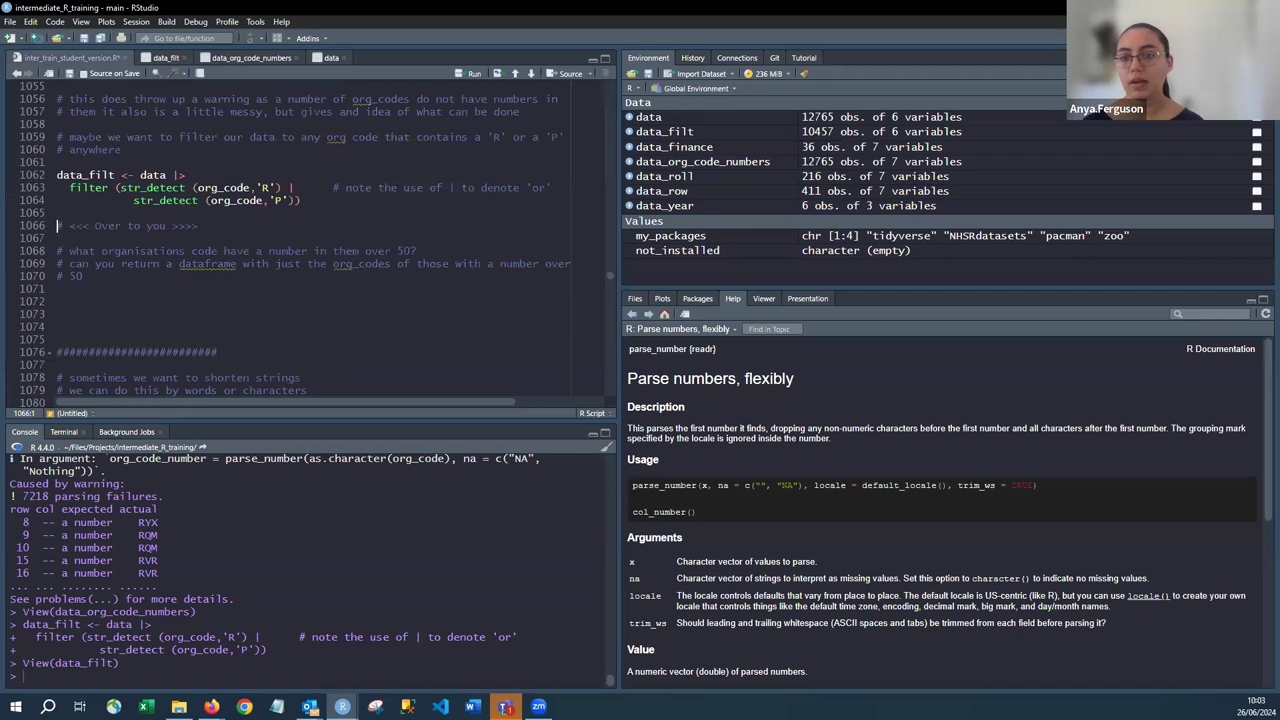 intermediate_R_training - main - RStudio
File Edit Code View Plots Session Build Debug Profile Tools Help
Go to file/function Addins
inter_train_student_version.R* data_filt data_org_code_numbers data
Source on Save Run Source
1055
1056 # this does throw up a warning as a number of org_codes do not have numbers in
1057 # them it also is a little messy, but gives and idea of what can be done
1058
1059 # maybe we want to filter our data to any org code that contains a 'R' or a 'P'
1060 # anywhere
1061
1062 data_filt <- data |>
1063 filter (str_detect (org_code,'R') | # note the use of | to denote 'or'
1064 str_detect (org_code,'P'))
1065
1066 # <<< Over to you >>>>
1067
1068 # what organisations code have a number in them over 50?
1069 # can you return a dataframe with just the org_codes of those with a number over
1070 # 50
1071
1072
1073
1074
1075
1076 #########################
1077
1078 # sometimes we want to shorten strings
1079 # we can do this by words or characters
1080
1066:1 (Untitled) R Script
Console Terminal Background Jobs
R 4.4.0 · ~/Files/Projects/intermediate_R_training/
ℹ In argument: `org_code_number = parse_number(as.character(org_code), na = c("NA",
"Nothing"))`.
Caused by warning:
! 7218 parsing failures.
row col expected actual
8 -- a number RYX
9 -- a number RQM
10 -- a number RQM
15 -- a number RVR
16 -- a number RVR
... ... ........ ......
See problems(...) for more details.
> View(data_org_code_numbers)
> data_filt <- data |>
+ filter (str_detect (org_code,'R') | # note the use of | to denote 'or'
+ str_detect (org_code,'P'))
> View(data_filt)
>
Environment History Connections Git Tutorial
Import Dataset 236 MiB
R Global Environment
Data
data 12765 obs. of 6 variables
data_filt 10457 obs. of 6 variables
data_finance 36 obs. of 7 variables
data_org_code_numbers 12765 obs. of 7 variables
data_roll 216 obs. of 7 variables
data_row 411 obs. of 7 variables
data_year 6 obs. of 3 variables
Values
my_packages chr [1:4] "tidyverse" "NHSRdatasets" "pacman" "zoo"
not_installed character (empty)
Anya.Ferguson
Files Plots Packages Help Viewer Presentation
R: Parse numbers, flexibly Find in Topic
parse_number {readr} R Documentation
Parse numbers, flexibly
Description
This parses the first number it finds, dropping any non-numeric characters before the first number and all characters after the first number. The grouping mark
specified by the locale is ignored inside the number.
Usage
parse_number(x, na = c("", "NA"), locale = default_locale(), trim_ws = TRUE)
col_number()
Arguments
x Character vector of values to parse.
na Character vector of strings to interpret as missing values. Set this option to character() to indicate no missing values.
locale The locale controls defaults that vary from place to place. The default locale is US-centric (like R), but you can use locale() to create your own
locale that controls things like the default time zone, encoding, decimal mark, big mark, and day/month names.
trim_ws Should leading and trailing whitespace (ASCII spaces and tabs) be trimmed from each field before parsing it?
Value
A numeric vector (double) of parsed numbers.
10:03
26/06/2024